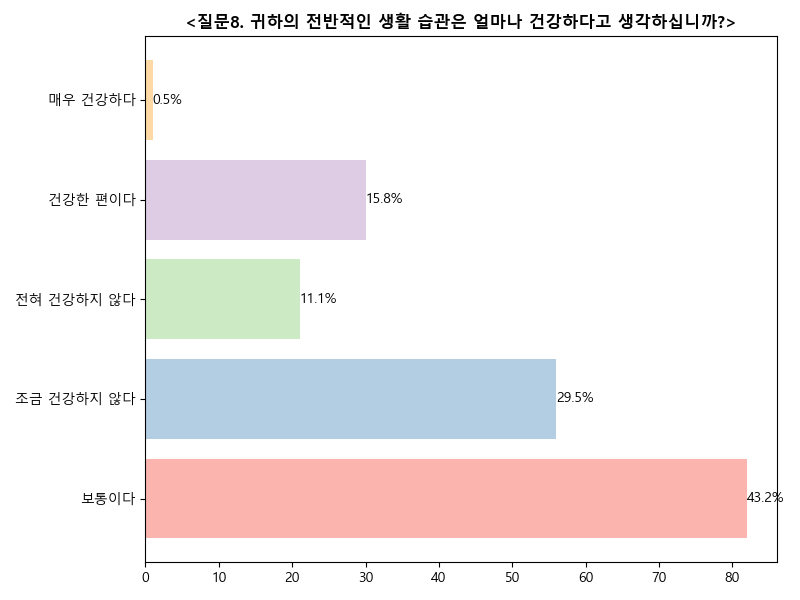 <질문8. 귀하의 전반적인 생활 습관은 얼마나 건강하다고 생각하십니까?>
매우 건강하다 0.5%
건강한 편이다 15.8%
전혀 건강하지 않다 11.1%
조금 건강하지 않다 29.5%
보통이다 43.2%
0 10 20 30 40 50 60 70 80